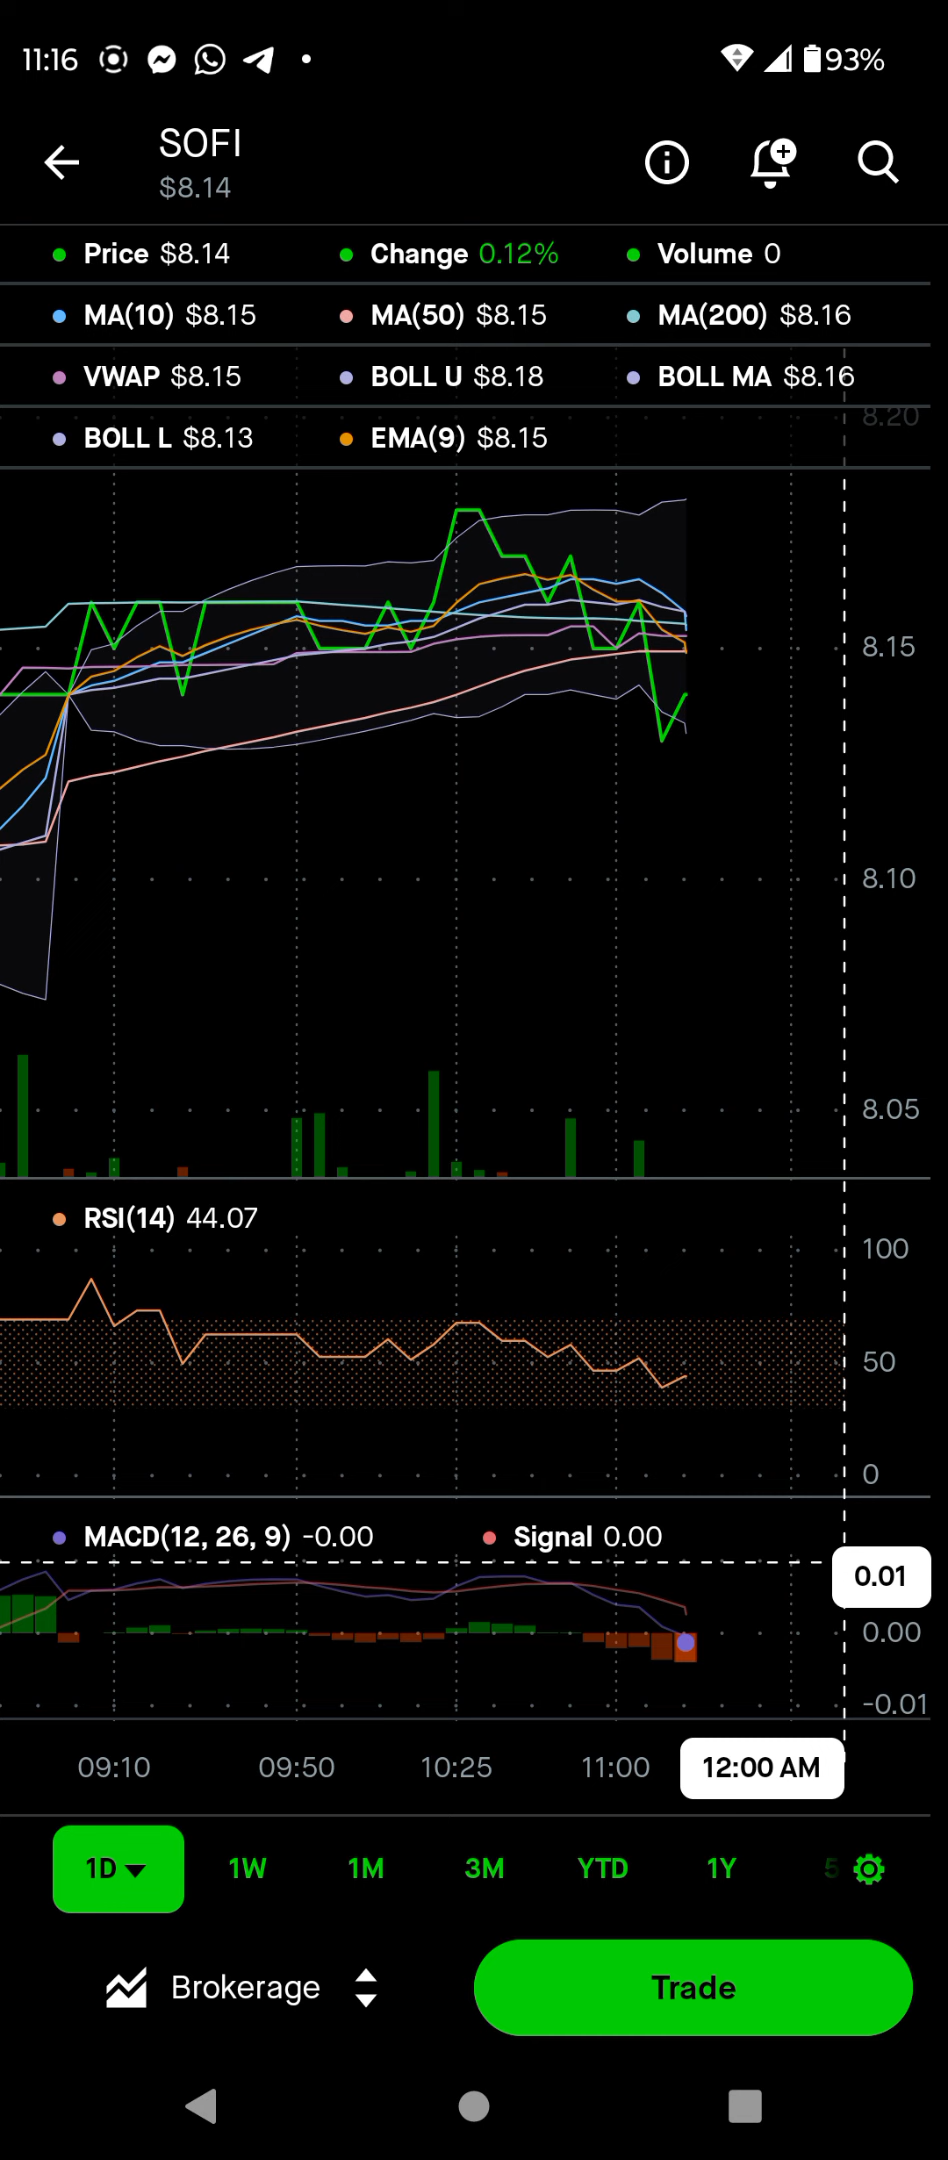 11:16 93%
SOFI
$8.14
Price $8.14 Change 0.12% Volume 0
MA(10) $8.15 MA(50) $8.15 MA(200) $8.16
VWAP $8.15 BOLL U $8.18 BOLL MA $8.16
8.20
BOLL L $8.13 EMA(9) $8.15
8.15
8.10
8.05
RSI(14) 44.07
100
50
0
MACD(12, 26, 9) -0.00 Signal 0.00
0.01
0.00
-0.01
09:10 09:50 10:25 11:00 12:00 AM
1D 1W 1M 3M YTD 1Y 5
Brokerage Trade